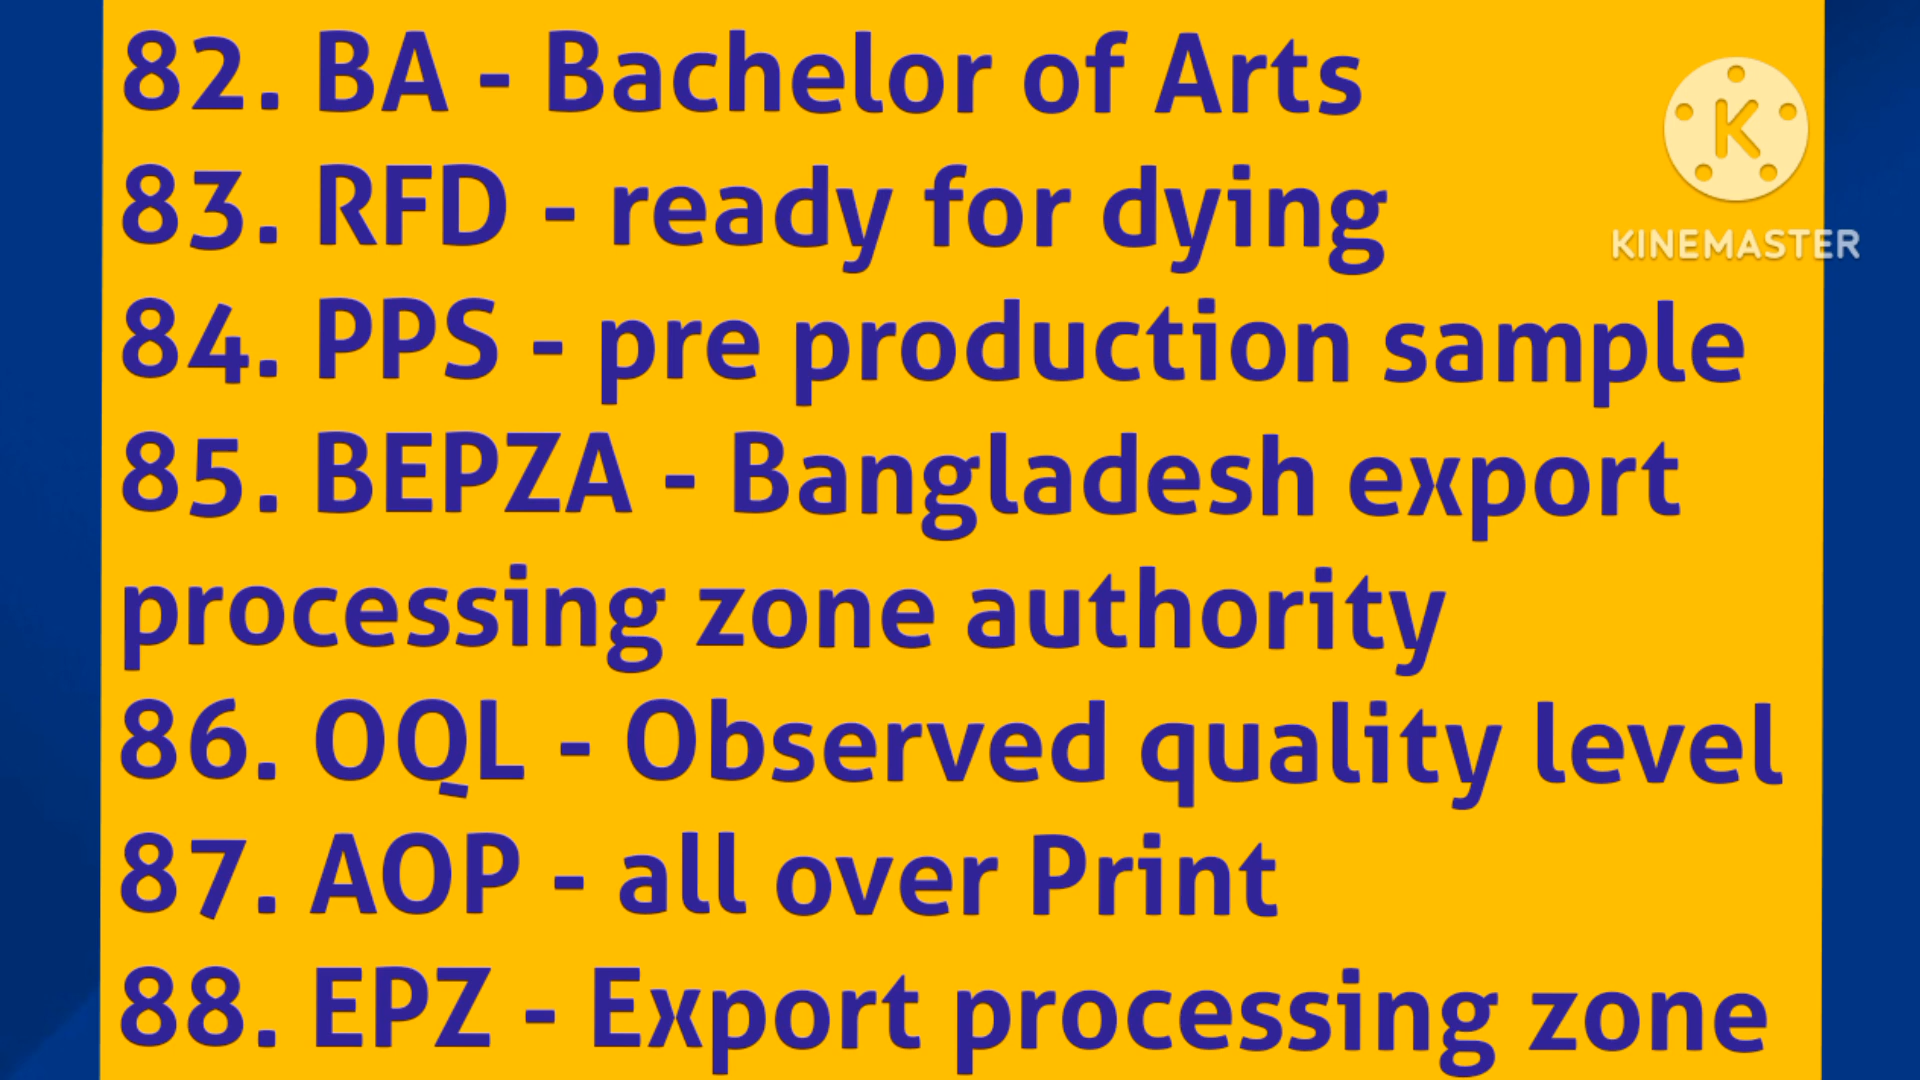 82. BA - Bachelor of Arts
83. RFD - ready for dying
84. PPS - pre production sample
85. BEPZA - Bangladesh export
processing zone authority
86. OQL - Observed quality level
87. AOP - all over Print
88. EPZ - Export processing zone
K
KINEMASTER